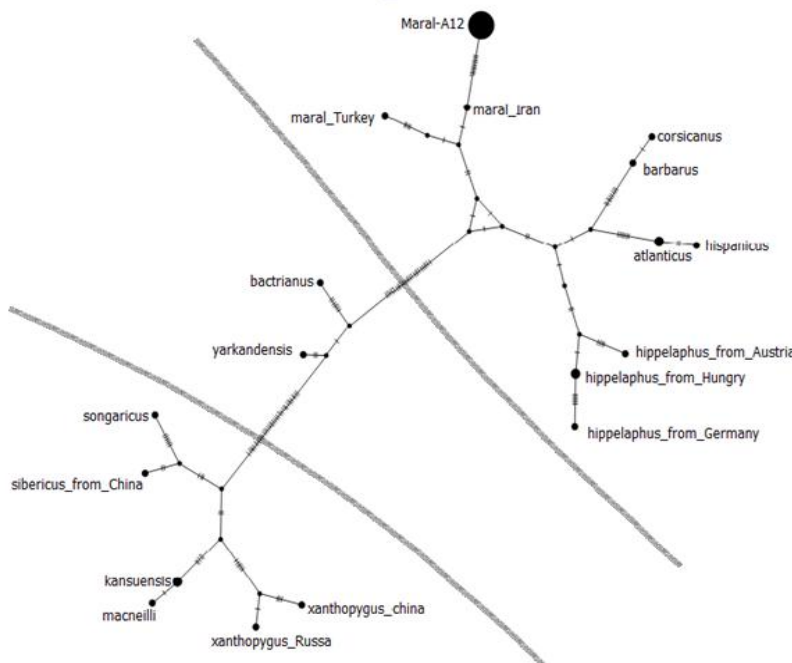 Maral-A12
maral_Turkey
maral_Iran
corsicanus
barbarus
hispanicus
atlanticus
bactrianus
yarkandensis
hippelaphus_from_Austria
hippelaphus_from_Hungry
hippelaphus_from_Germany
songaricus
sibericus_from_China
kansuensis
macneilli
xanthopygus_china
xanthopygus_Russa